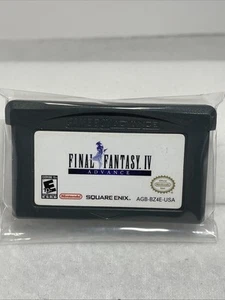 FINAL FANTASY IV
ADVANCE
E
Nintendo
SQUARE ENIX
AGB-BZ4E-USA